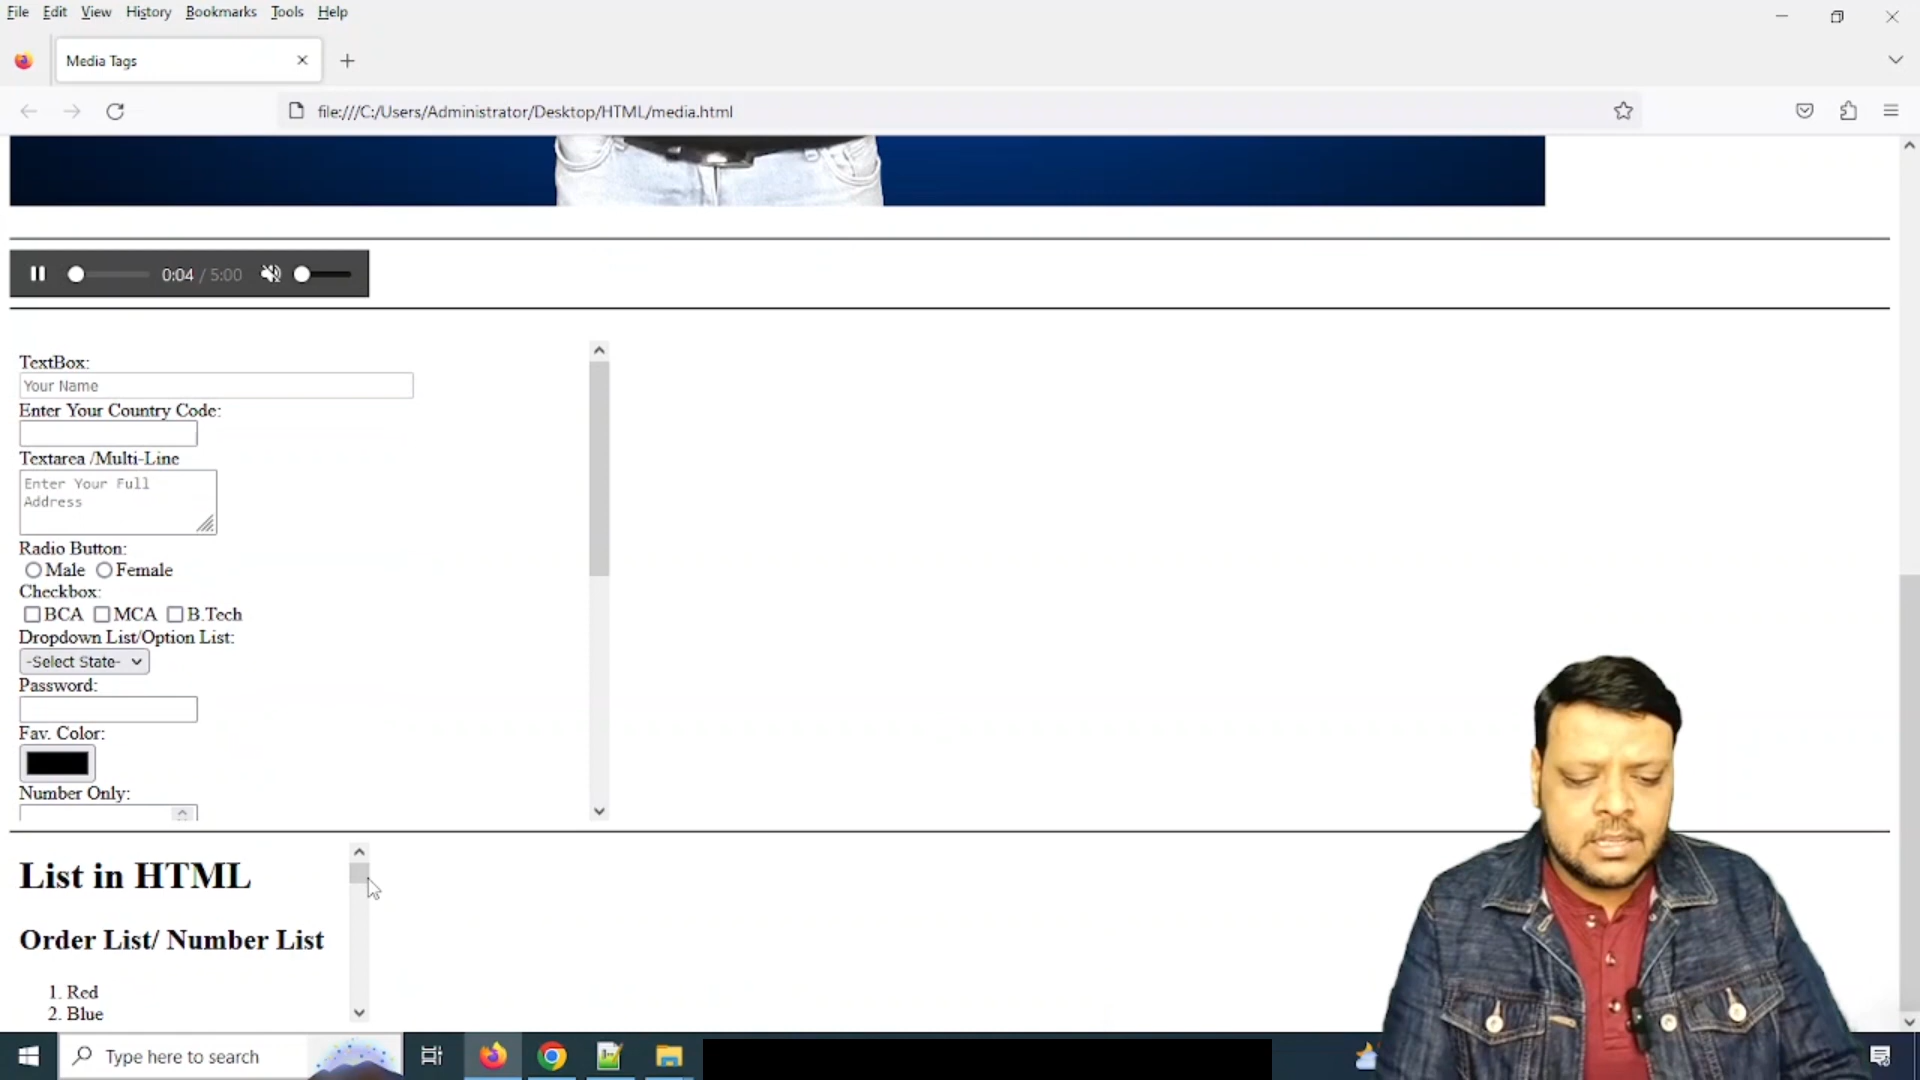 File Edit View History Bookmarks Tools Help
Media Tags
file:///C:/Users/Administrator/Desktop/HTML/media.html
0:04 / 5:00
TextBox:
Your Name
Enter Your Country Code:
Textarea /Multi-Line
Enter Your Full
Address
Radio Button:
Male Female
Checkbox:
BCA MCA B.Tech
Dropdown List/Option List:
-Select State-
Password:
Fav. Color:
Number Only:
List in HTML
Order List/ Number List
1. Red
2. Blue
Type here to search